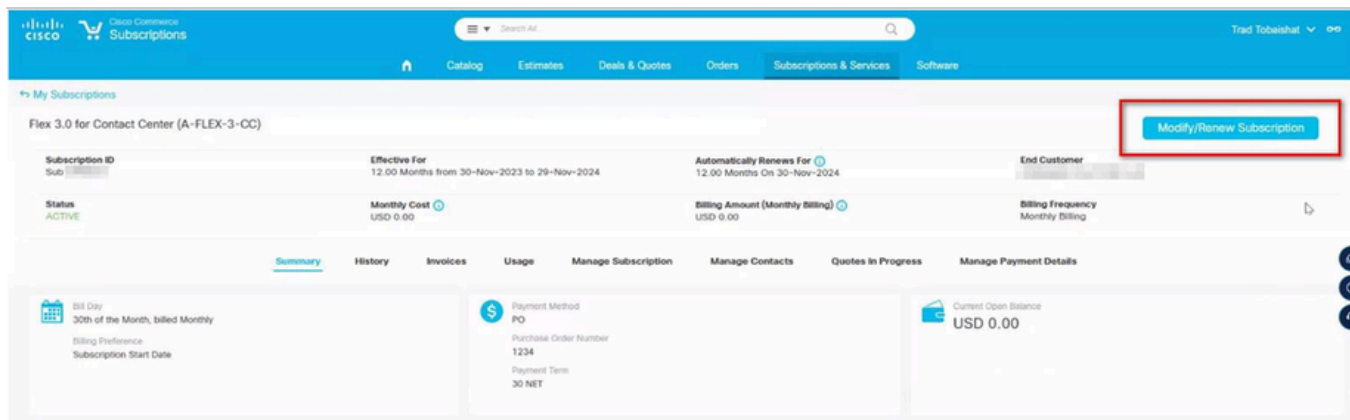 CISCO
Cisco Commerce
Subscriptions
Search All...
Trad Tobaishat
Catalog Estimates Deals & Quotes Orders Subscriptions & Services Software
My Subscriptions
Flex 3.0 for Contact Center (A-FLEX-3-CC)
Modify/Renew Subscription
Subscription ID Effective For Automatically Renews For End Customer
Sub 12.00 Months from 30-Nov-2023 to 29-Nov-2024 12.00 Months On 30-Nov-2024
Status Monthly Cost Billing Amount (Monthly Billing) Billing Frequency
ACTIVE USD 0.00 USD 0.00 Monthly Billing
Summary History Invoices Usage Manage Subscription Manage Contacts Quotes In Progress Manage Payment Details
Bill Day
30th of the Month, billed Monthly
Billing Preference
Subscription Start Date
Payment Method
PO
Purchase Order Number
1234
Payment Term
30 NET
Current Open Balance
USD 0.00